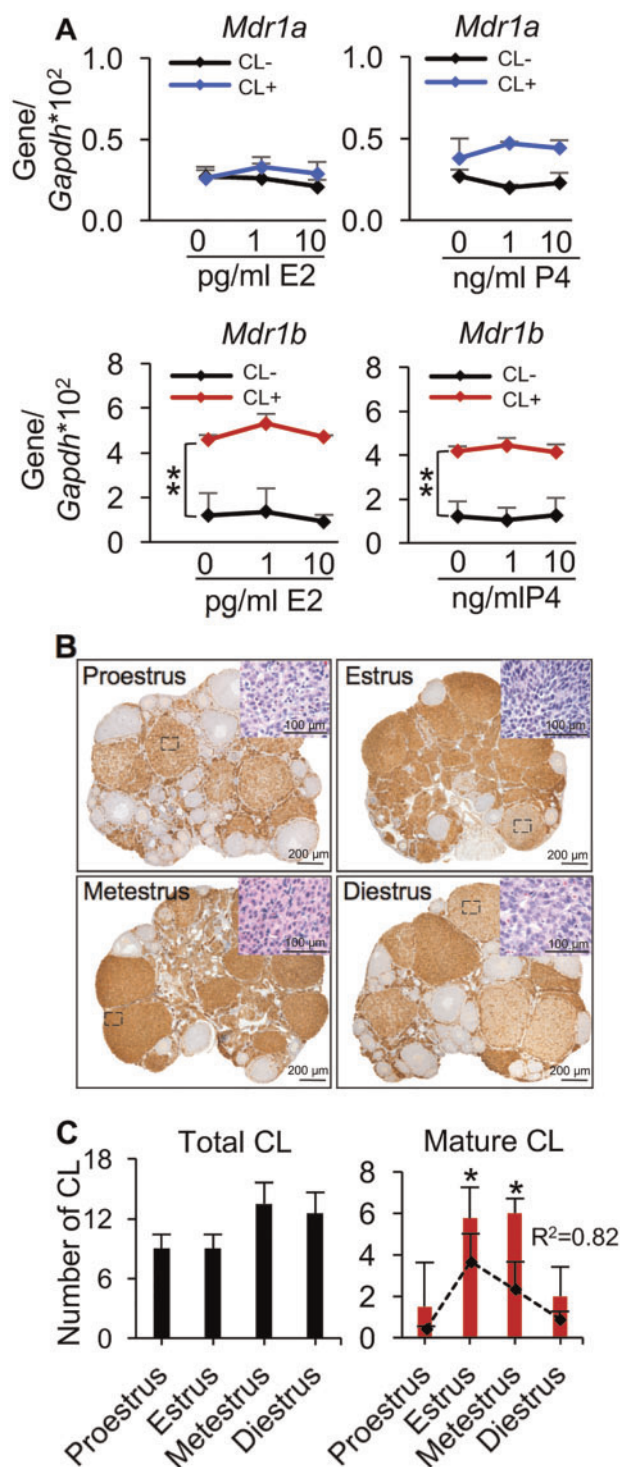 A
Mdr1a
CL-
CL+
Gene/
Gapdh*10²
1.0
0.5
0.0
0 1 10
pg/ml E2
Mdr1a
CL-
CL+
1.0
0.5
0.0
0 1 10
ng/ml P4
Mdr1b
CL-
CL+
Gene/
Gapdh*10²
8
6
4
2
0
**
0 1 10
pg/ml E2
Mdr1b
CL-
CL+
8
6
4
2
0
**
0 1 10
ng/mlP4
B
Proestrus
100 µm
200 µm
Estrus
100 µm
200 µm
Metestrus
100 µm
200 µm
Diestrus
100 µm
200 µm
C
Total CL
Number of CL
18
12
6
0
Proestrus
Estrus
Metestrus
Diestrus
Mature CL
8
6
4
2
0
*
*
R²=0.82
Proestrus
Estrus
Metestrus
Diestrus